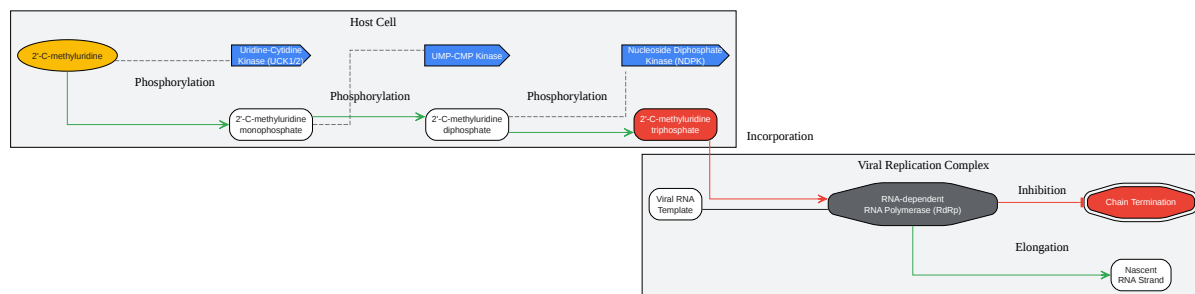 Host Cell
2'-C-methyluridine
Uridine-Cytidine
Kinase (UCK1/2)
UMP-CMP Kinase
Nucleoside Diphosphate
Kinase (NDPK)
Phosphorylation
Phosphorylation
Phosphorylation
2'-C-methyluridine
monophosphate
2'-C-methyluridine
diphosphate
2'-C-methyluridine
triphosphate
Incorporation
Viral Replication Complex
Viral RNA
Template
RNA-dependent
RNA Polymerase (RdRp)
Inhibition
Chain Termination
Elongation
Nascent
RNA Strand